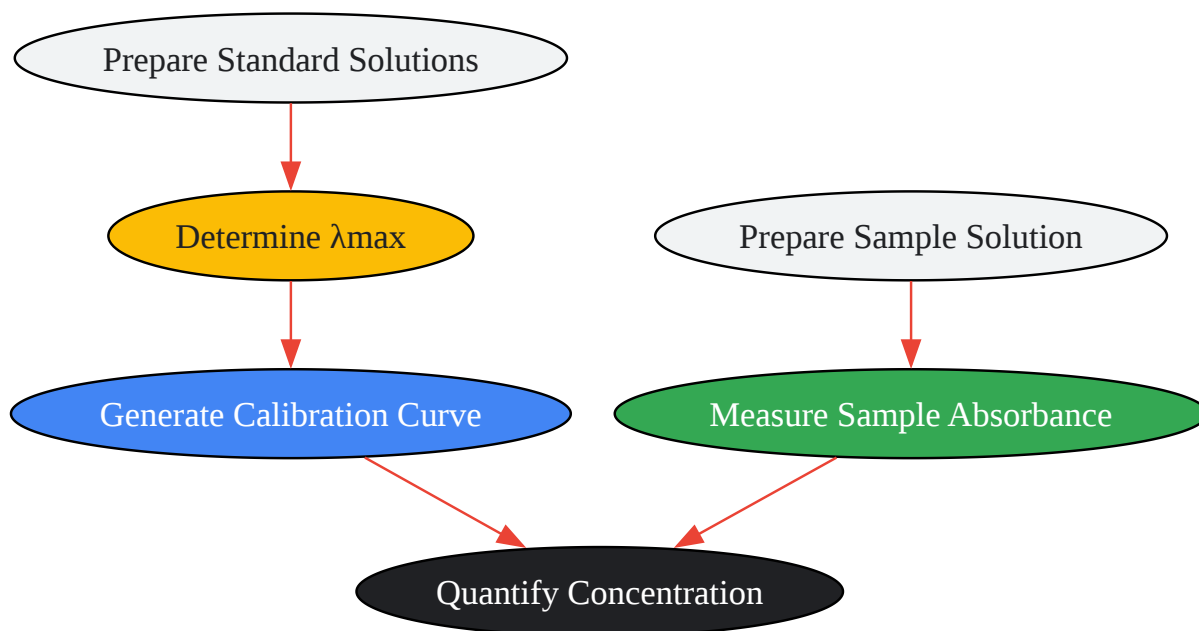 Prepare Standard Solutions
Determine λmax
Prepare Sample Solution
Generate Calibration Curve
Measure Sample Absorbance
Quantify Concentration